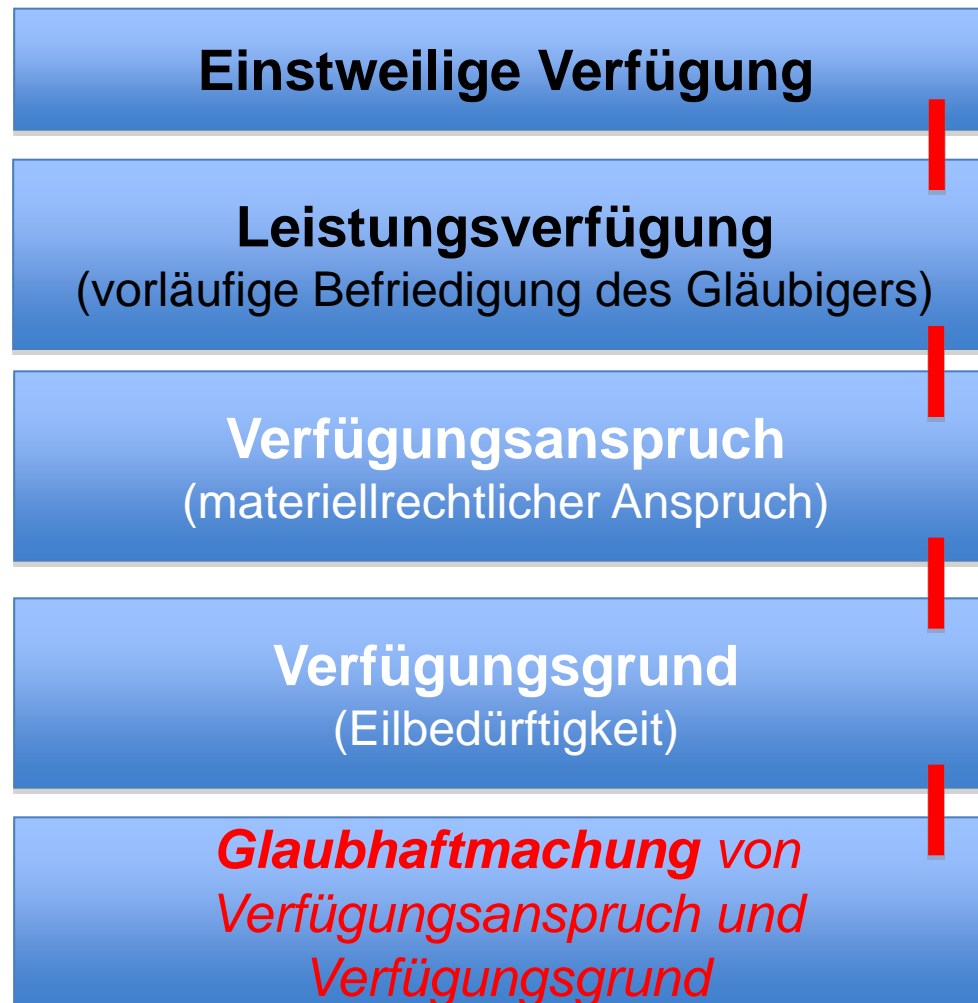 Einstweilige Verfügung
Leistungsverfügung
(vorläufige Befriedigung des Gläubigers)
Verfügungsanspruch
(materiellrechtlicher Anspruch)
Verfügungsgrund
(Eilbedürftigkeit)
Glaubhaftmachung von
Verfügungsanspruch und
Verfügungsgrund